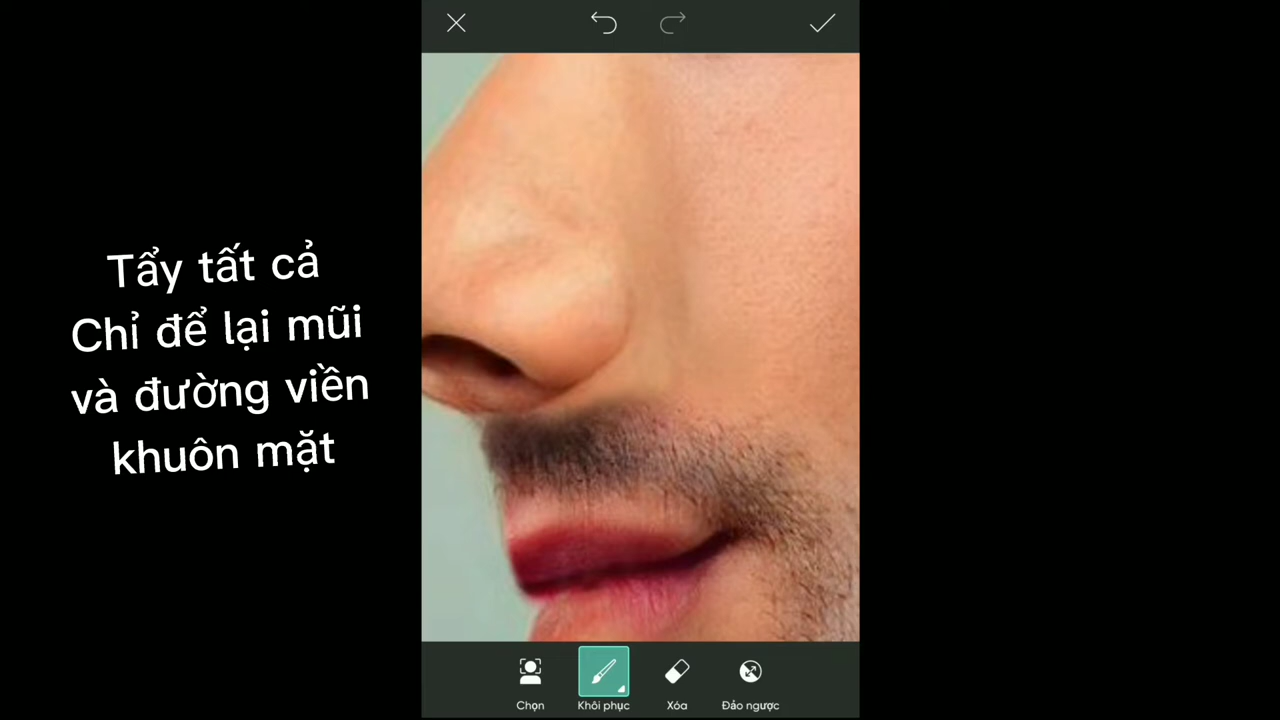 Tẩy tất cả
Chỉ để lại mũi
và đường viền
khuôn mặt
Chọn
Khôi phục
Xóa
Đảo ngược